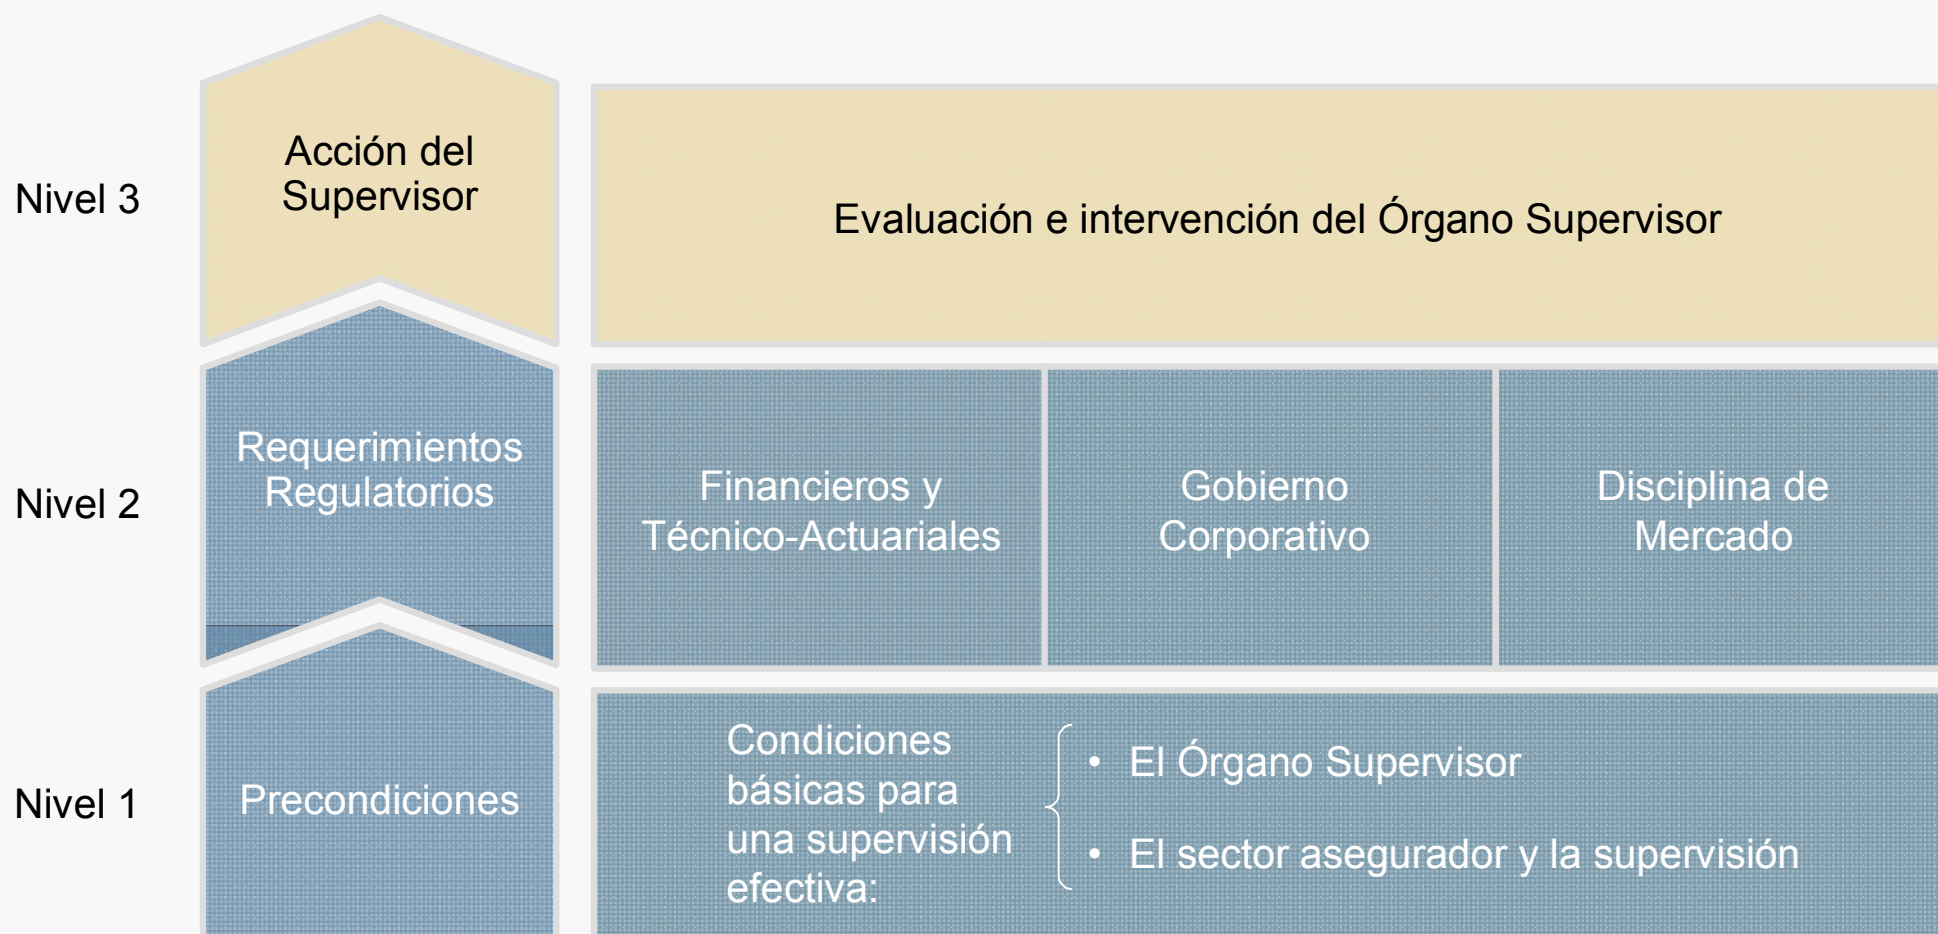 Nivel 3
Acción del
Supervisor
Evaluación e intervención del Órgano Supervisor
Nivel 2
Requerimientos
Regulatorios
Financieros y
Técnico-Actuariales
Gobierno
Corporativo
Disciplina de
Mercado
Nivel 1
Precondiciones
Condiciones
básicas para
una supervisión
efectiva:
• El Órgano Supervisor
• El sector asegurador y la supervisión